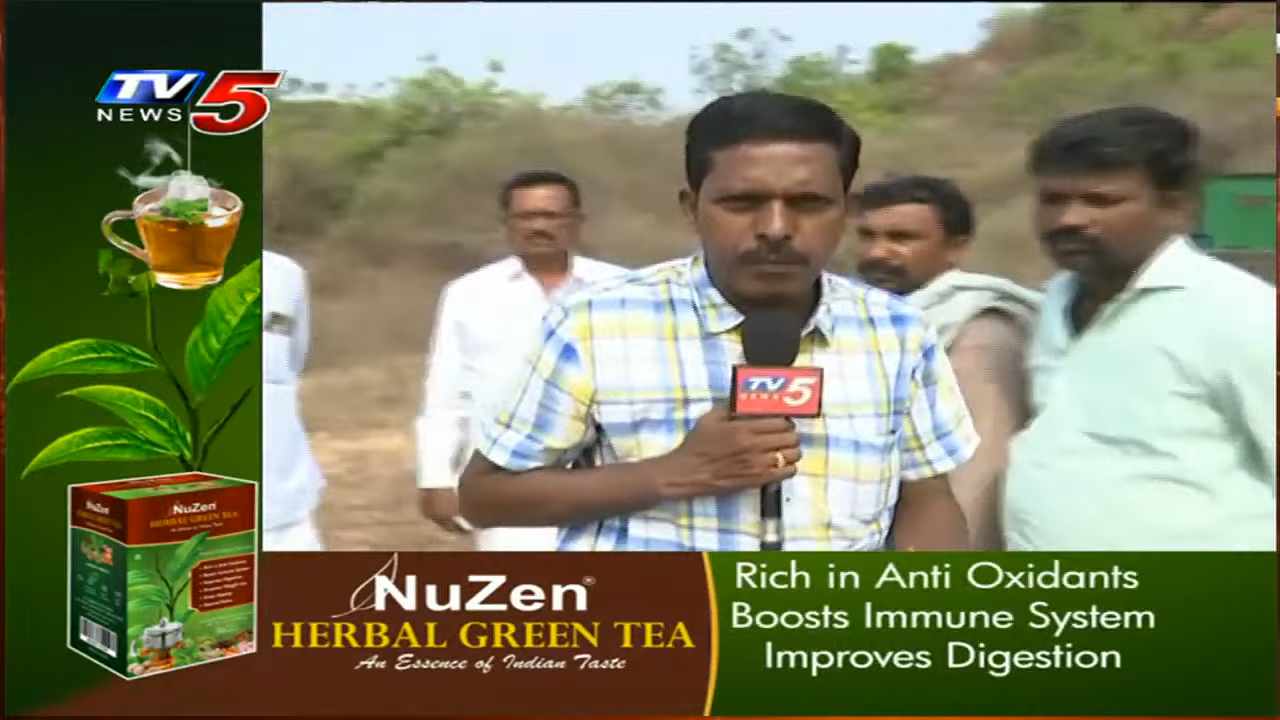 TV5
NEWS
TV5
NEWS
NuZen
NuZen
HERBAL GREEN TEA
NuZen®
HERBAL GREEN TEA
An Essence of Indian Taste
Rich in Anti Oxidants
Boosts Immune System
Improves Digestion